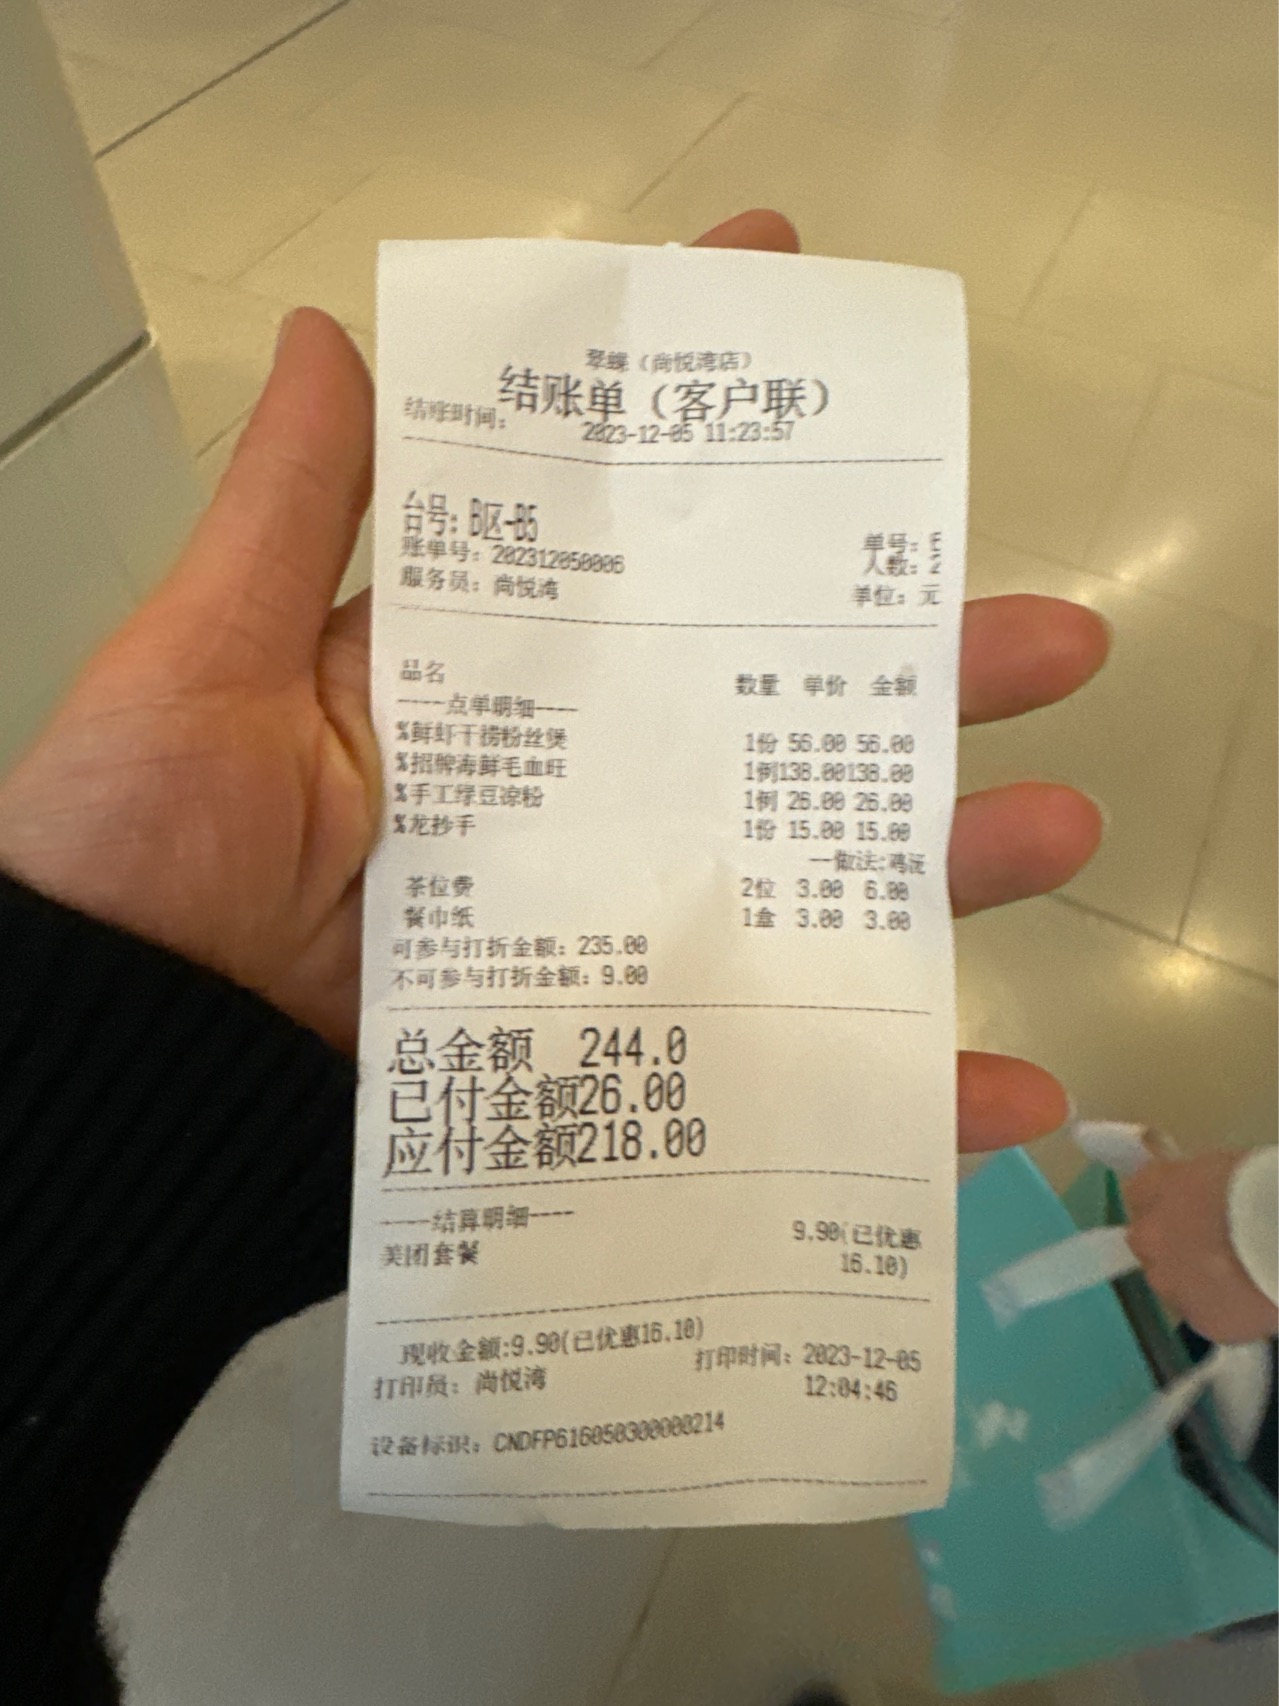 翠蝶（尚悦湾店）
结账单（客户联）
结账时间： 2023-12-05 11:23:57
台号: B区-B5
账单号: 202312050006 单号:
服务员: 尚悦湾 人数: 2
单位: 元
品名 数量 单价 金额
----点单明细----
%鲜虾干捞粉丝煲 1份 56.00 56.00
%招牌海鲜毛血旺 1例138.00138.00
%手工绿豆凉粉 1例 26.00 26.00
%龙抄手 1份 15.00 15.00
--做法:鸡汤
茶位费 2位 3.00 6.00
餐巾纸 1盒 3.00 3.00
可参与打折金额: 235.00
不可参与打折金额: 9.00
总金额 244.0
已付金额26.00
应付金额218.00
----结算明细----
美团套餐 9.90(已优惠
16.10)
现收金额:9.90(已优惠16.10)
打印员: 尚悦湾 打印时间: 2023-12-05
12:04:46
设备标识: CNDFP616050300000214